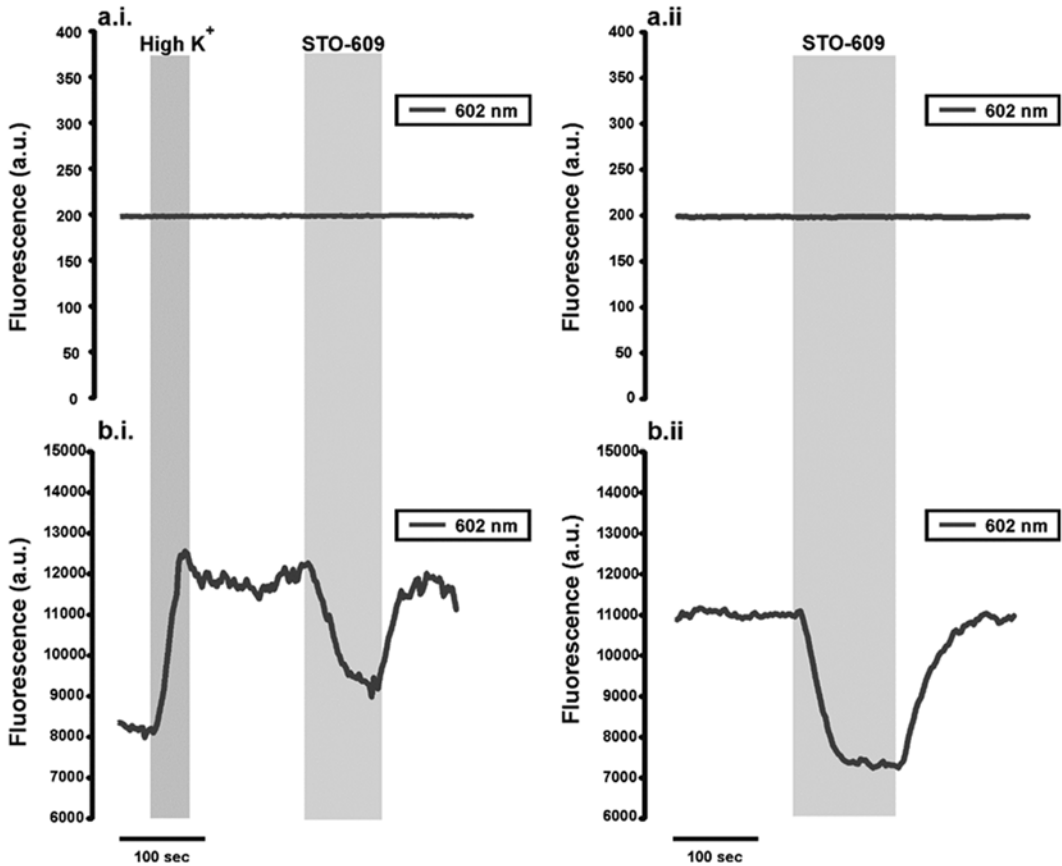 a.i.
High K+
STO-609
602 nm
Fluorescence (a.u.)
400
350
300
250
200
150
100
50
0
a.ii
STO-609
602 nm
Fluorescence (a.u.)
400
350
300
250
200
150
100
50
0
b.i.
602 nm
Fluorescence (a.u.)
15000
14000
13000
12000
11000
10000
9000
8000
7000
6000
100 sec
b.ii
602 nm
Fluorescence (a.u.)
15000
14000
13000
12000
11000
10000
9000
8000
7000
6000
100 sec